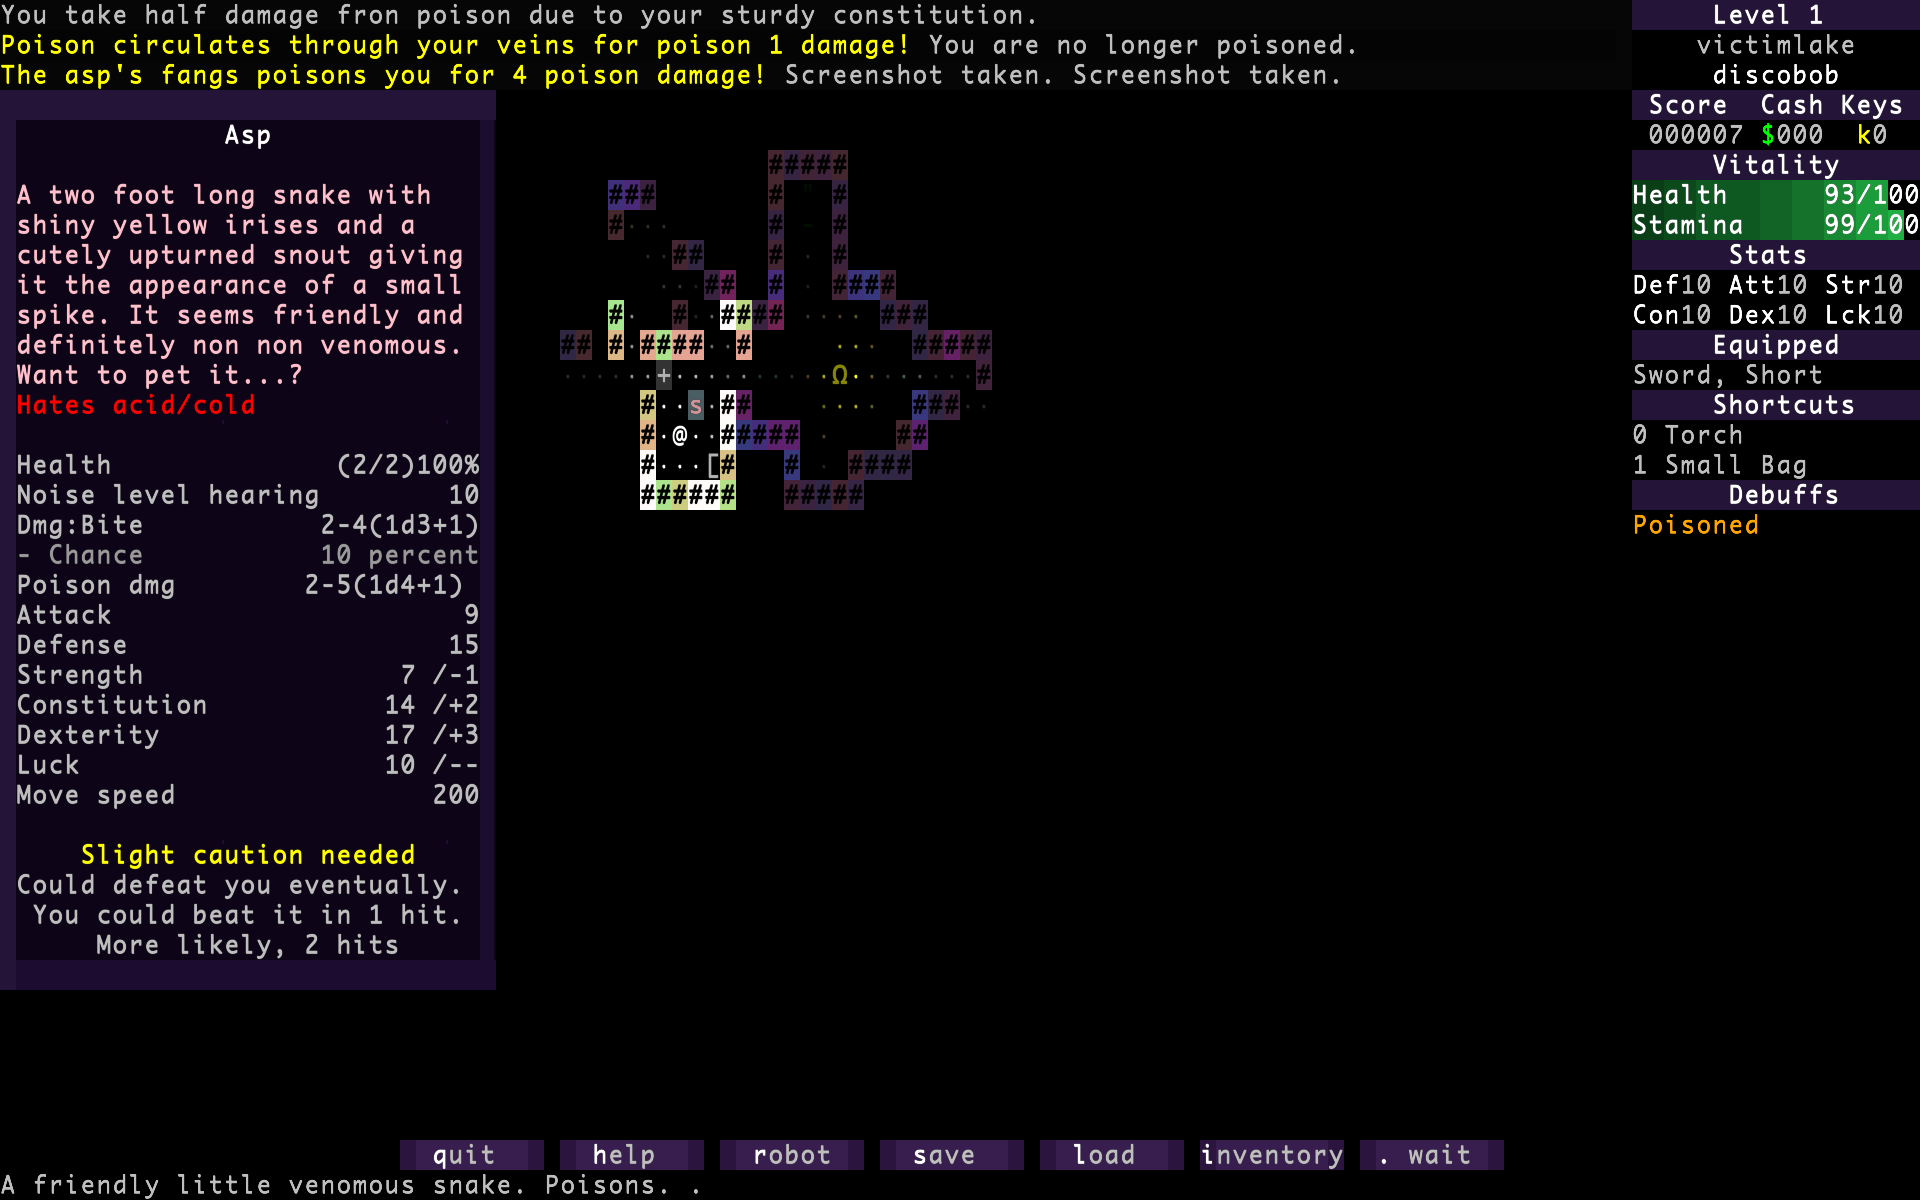 You take half damage fron poison due to your sturdy constitution.
Poison circulates through your veins for poison 1 damage! You are no longer poisoned.
The asp's fangs poisons you for 4 poison damage! Screenshot taken. Screenshot taken.
Asp
A two foot long snake with
shiny yellow irises and a
cutely upturned snout giving
it the appearance of a small
spike. It seems friendly and
definitely non non venomous.
Want to pet it...?
Hates acid/cold
Health (2/2)100%
Noise level hearing 10
Dmg:Bite 2-4(1d3+1)
- Chance 10 percent
Poison dmg 2-5(1d4+1)
Attack 9
Defense 15
Strength 7 /-1
Constitution 14 /+2
Dexterity 17 /+3
Luck 10 /--
Move speed 200
Slight caution needed
Could defeat you eventually.
You could beat it in 1 hit.
More likely, 2 hits
Level 1
victimlake
discobob
Score Cash Keys
000007 $000 k0
Vitality
Health 93/100
Stamina 99/100
Stats
Def10 Att10 Str10
Con10 Dex10 Lck10
Equipped
Sword, Short
Shortcuts
0 Torch
1 Small Bag
Debuffs
Poisoned
quit help robot save load inventory . wait
A friendly little venomous snake. Poisons. .